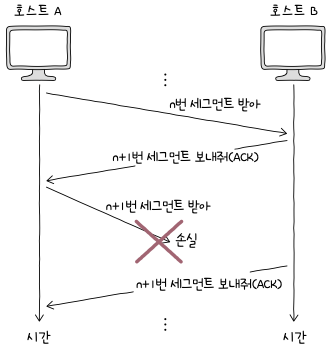 호스트 A
호스트 B
n번 세그먼트 받아
n+1번 세그먼트 보내줘(ACK)
n+1번 세그먼트 받아
손실
n+1번 세그먼트 보내줘(ACK)
시간
시간